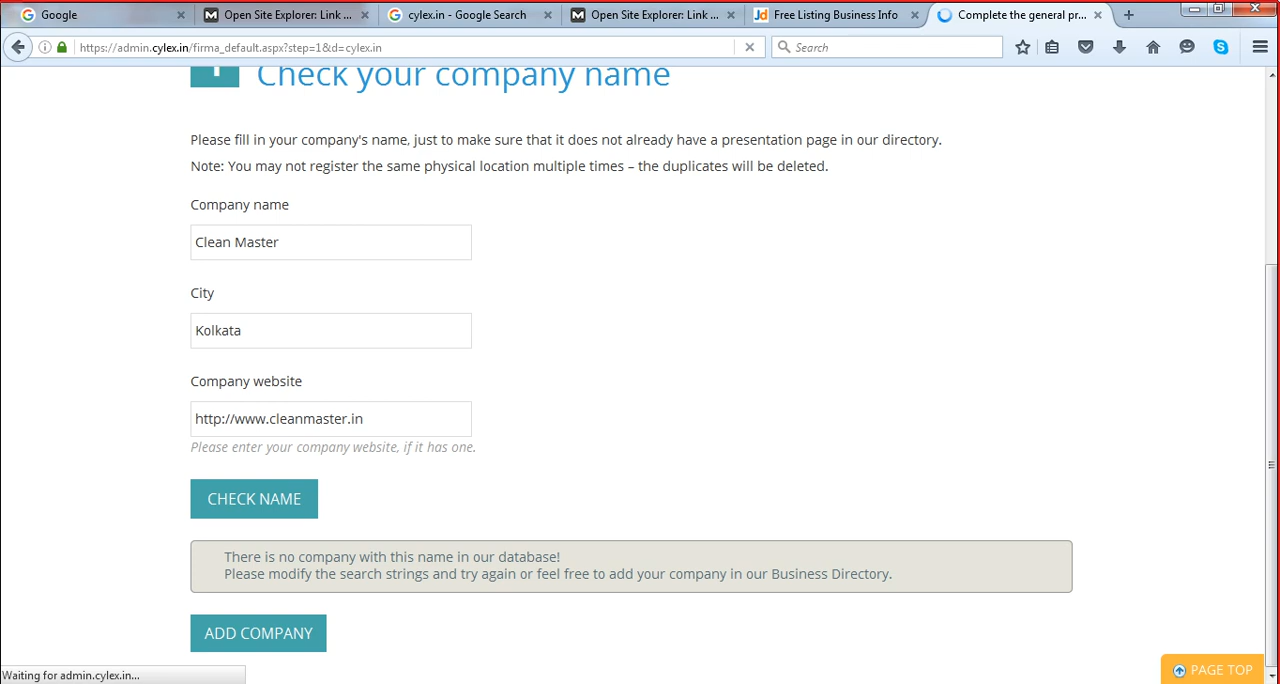 Google
Open Site Explorer: Link ...
cylex.in - Google Search
Open Site Explorer: Link ...
Jd Free Listing Business Info
Complete the general pr...
https://admin.cylex.in/firma_default.aspx?step=1&d=cylex.in
Search
1 Check your company name
Please fill in your company's name, just to make sure that it does not already have a presentation page in our directory.
Note: You may not register the same physical location multiple times – the duplicates will be deleted.
Company name
Clean Master
City
Kolkata
Company website
http://www.cleanmaster.in
Please enter your company website, if it has one.
CHECK NAME
There is no company with this name in our database!
Please modify the search strings and try again or feel free to add your company in our Business Directory.
ADD COMPANY
Waiting for admin.cylex.in...
PAGE TOP